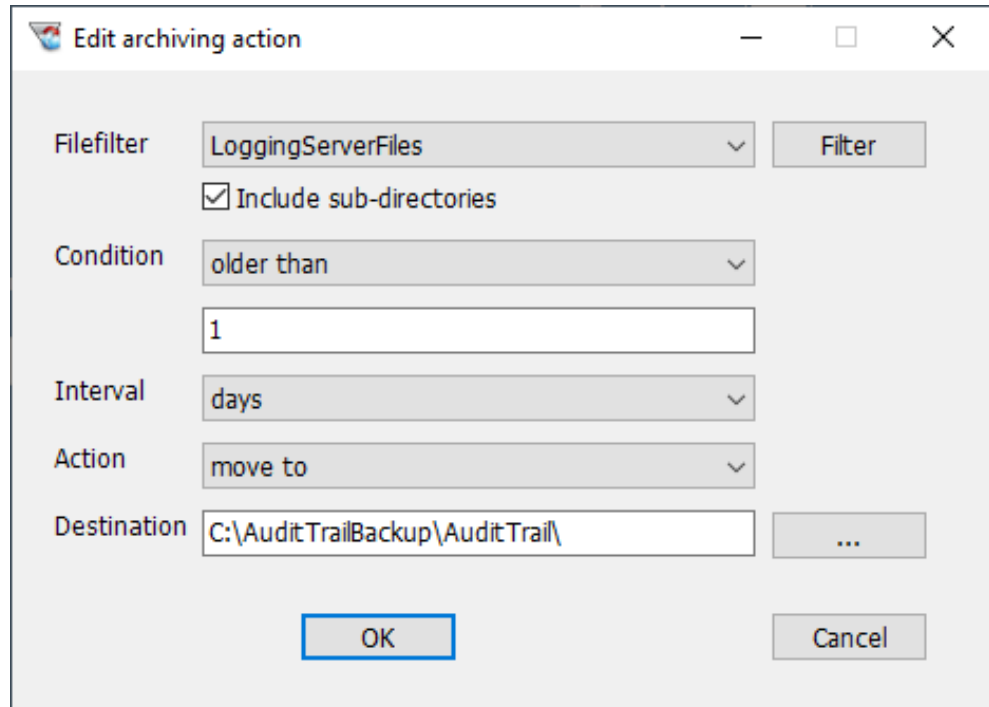 Edit archiving action
Filefilter LoggingServerFiles Filter
Include sub-directories
Condition older than
1
Interval days
Action move to
Destination C:\AuditTrailBackup\AuditTrail\ ...
OK Cancel